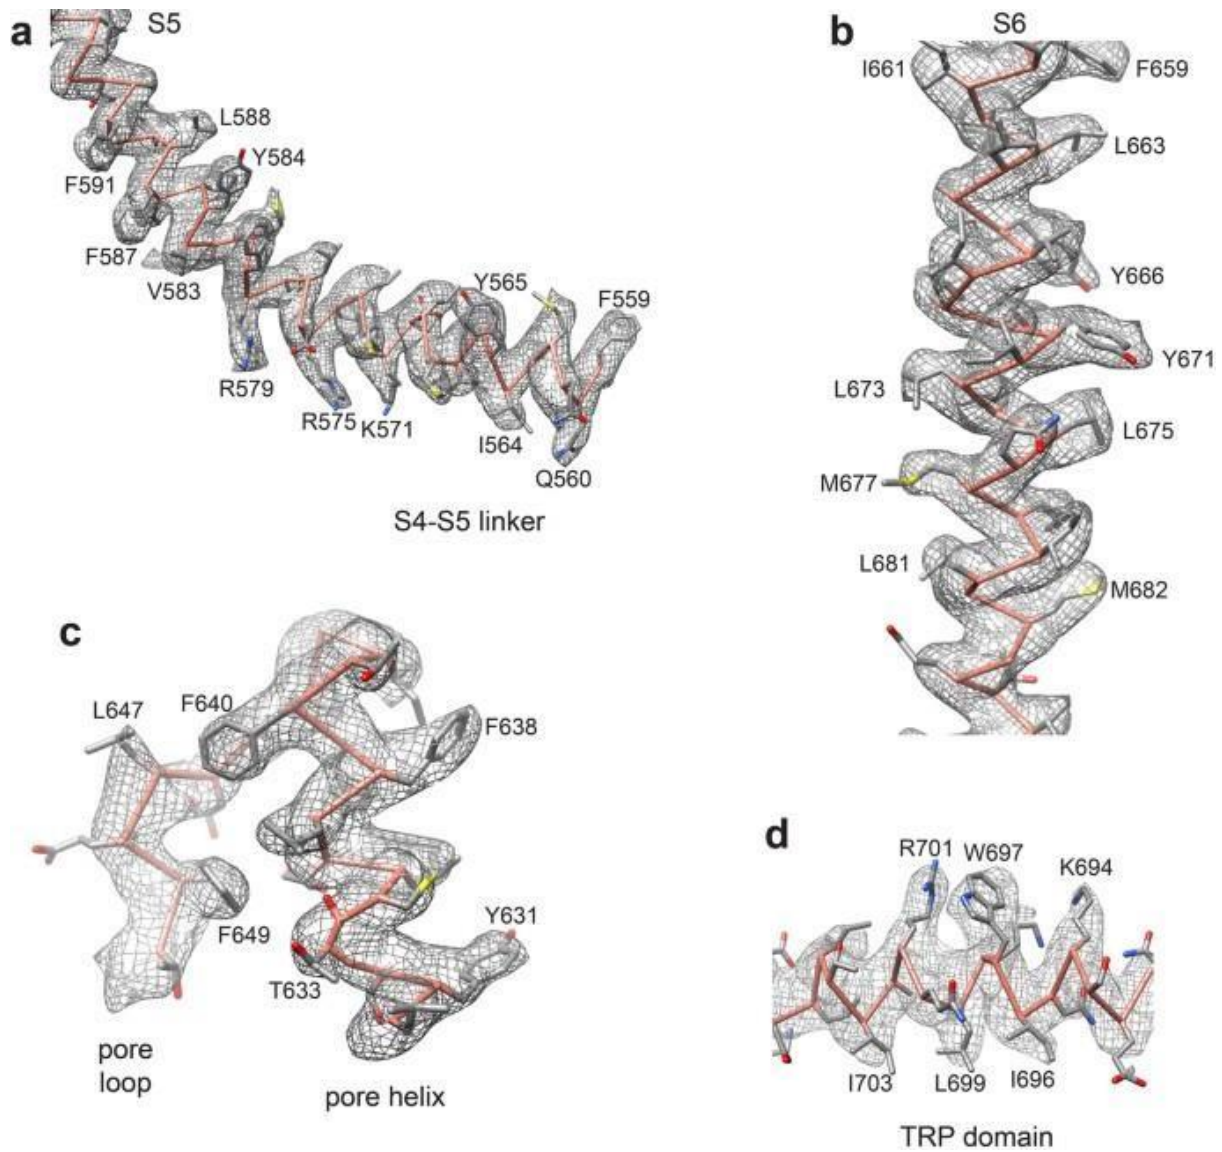 a
S5
L588
Y584
F591
F587
V583
Y565
F559
R579
R575
K571
I564
Q560
S4-S5 linker
b
S6
I661
F659
L663
Y666
Y671
L673
L675
M677
L681
M682
c
L647
F640
F638
F649
Y631
T633
pore
loop
pore helix
d
R701
W697
K694
I703
L699
I696
TRP domain